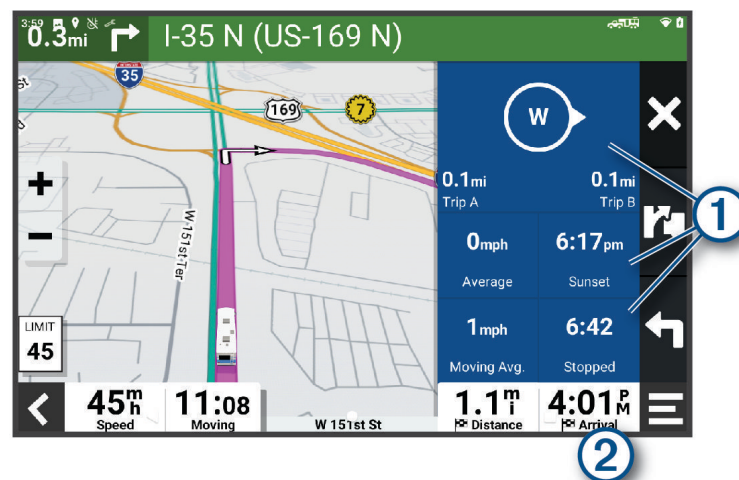 3:59
0.3mi I-35 N (US-169 N)
St
35
169
7
W
0.1mi 0.1mi
Trip A Trip B
1
+
−
W 151st Ter
0mph 6:17pm
Average Sunset
LIMIT
45
1mph 6:42
Moving Avg. Stopped
45mh 11:08 1.1mi 4:01PM
Speed Moving W 151st St Distance Arrival
2